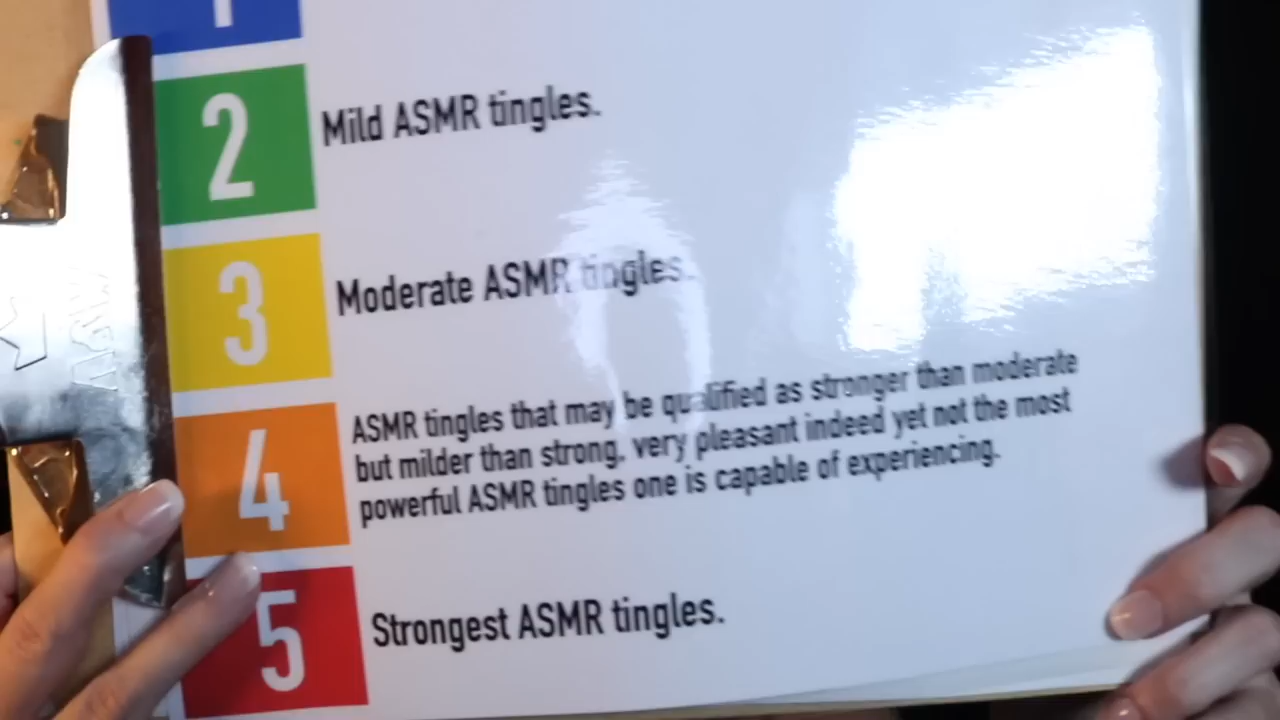 1
2
Mild ASMR tingles.
3
Moderate ASMR tingles.
4
ASMR tingles that may be qualified as stronger than moderate
but milder than strong, very pleasant indeed yet not the most
powerful ASMR tingles one is capable of experiencing.
5
Strongest ASMR tingles.